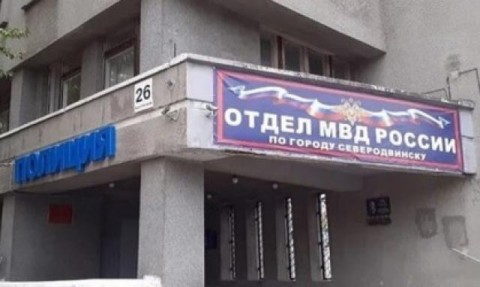 ПОЛИЦИЯ
26
ОТДЕЛ МВД РОССИИ
ПО ГОРОДУ СЕВЕРОДВИНСКУ